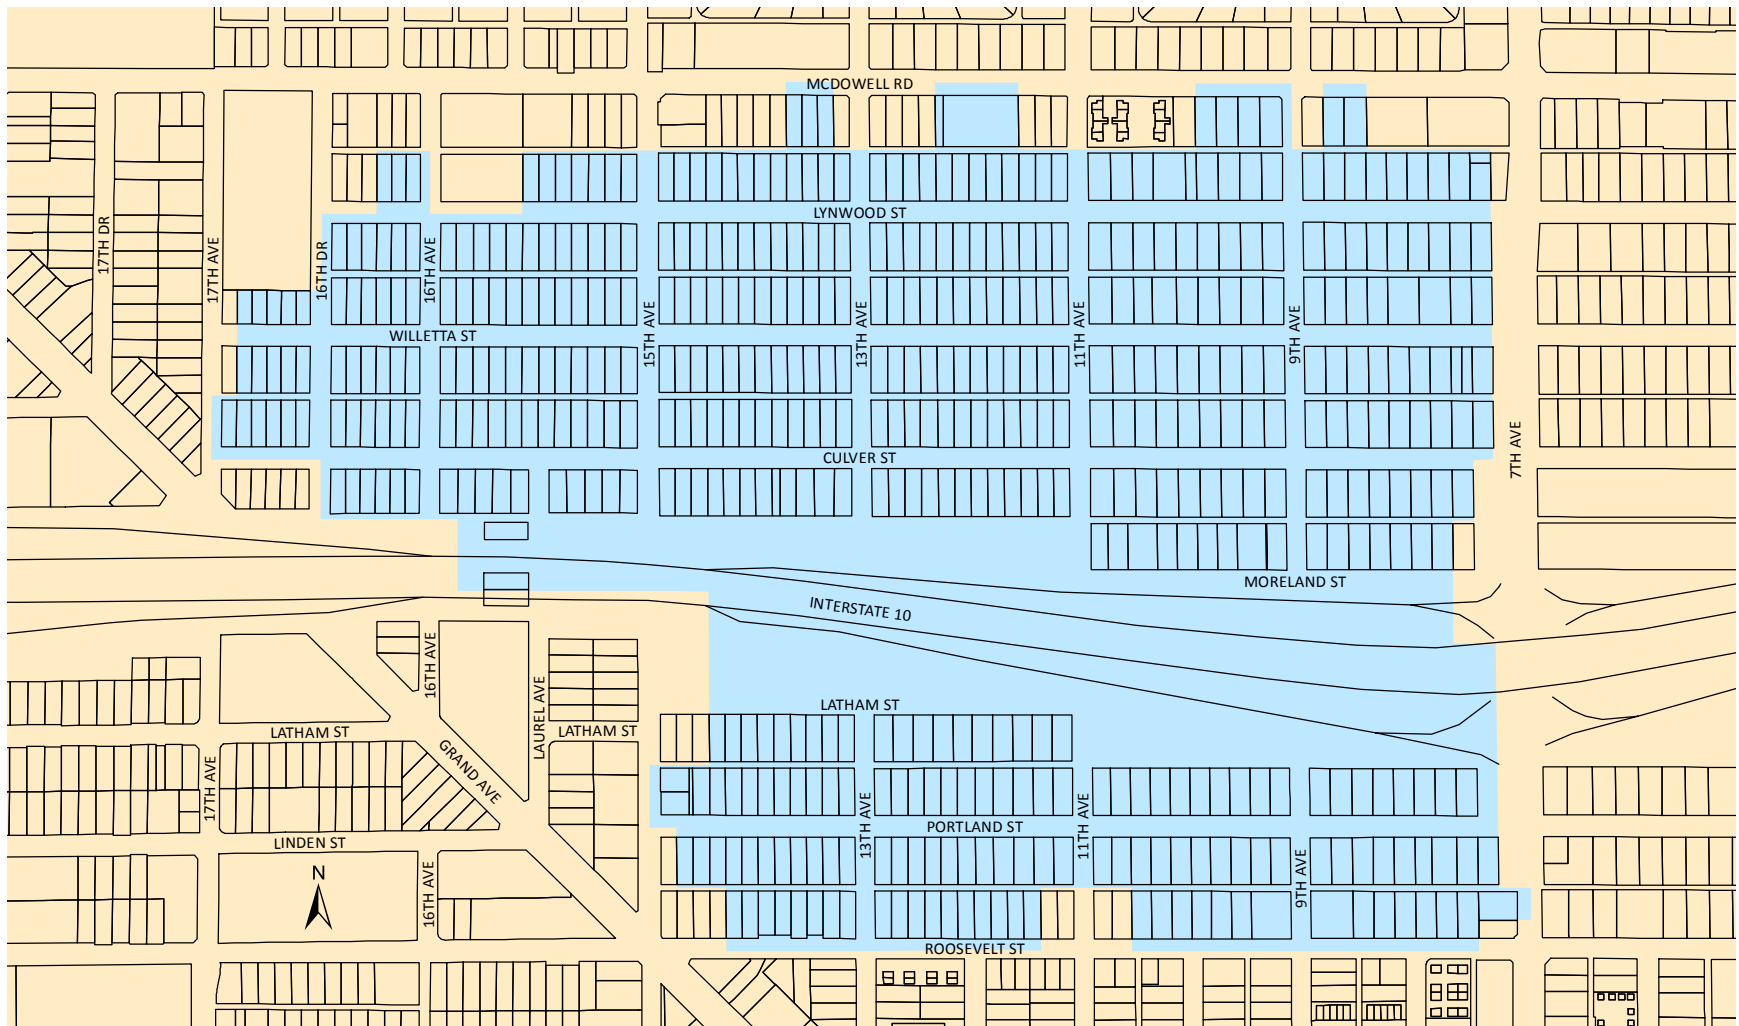 MCDOWELL RD
LYNWOOD ST
17TH DR
17TH AVE
16TH DR
16TH AVE
15TH AVE
13TH AVE
11TH AVE
9TH AVE
WILLETTA ST
CULVER ST
7TH AVE
MORELAND ST
INTERSTATE 10
16TH AVE
LAUREL AVE
LATHAM ST
LATHAM ST
LATHAM ST
GRAND AVE
17TH AVE
13TH AVE
11TH AVE
PORTLAND ST
LINDEN ST
N
16TH AVE
9TH AVE
ROOSEVELT ST